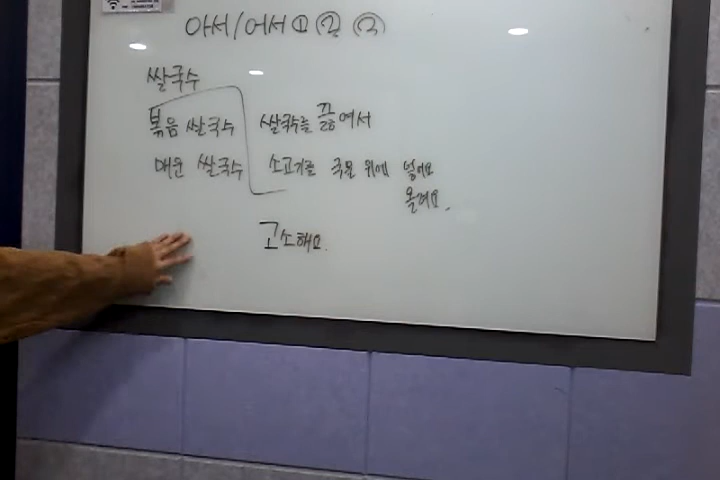 아서/어서 ① ② ③
쌀국수
볶음 쌀국수 쌀국수를 끓여서
매운 쌀국수 소고기를 국물 위에 넣어요
올려요.
고소해요.